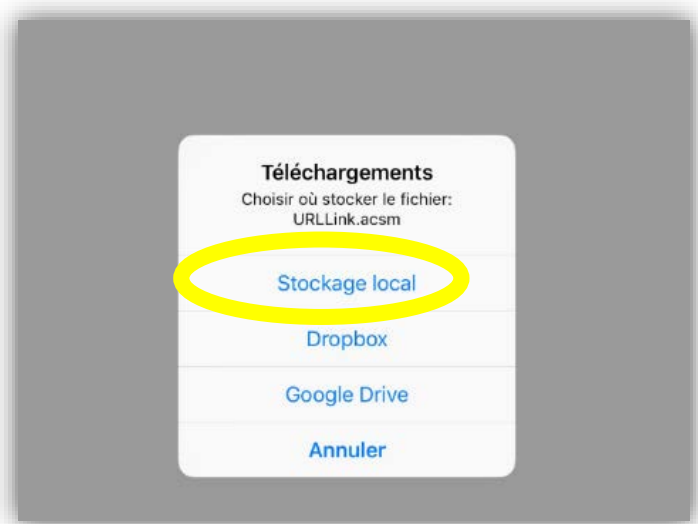 Téléchargements
Choisir où stocker le fichier:
URLLink.acsm
Stockage local
Dropbox
Google Drive
Annuler